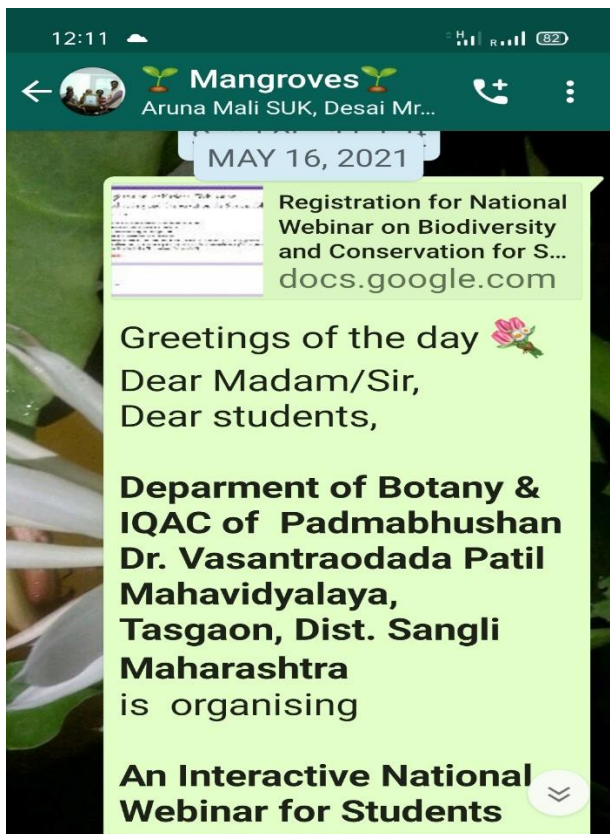 12:11
82
🌱 Mangroves🌱
Aruna Mali SUK, Desai Mr...
MAY 16, 2021
Registration for National
Webinar on Biodiversity
and Conservation for S...
docs.google.com
Greetings of the day 💐
Dear Madam/Sir,
Dear students,
Deparment of Botany &
IQAC of Padmabhushan
Dr. Vasantraodada Patil
Mahavidyalaya,
Tasgaon, Dist. Sangli
Maharashtra
is organising
An Interactive National
Webinar for Students